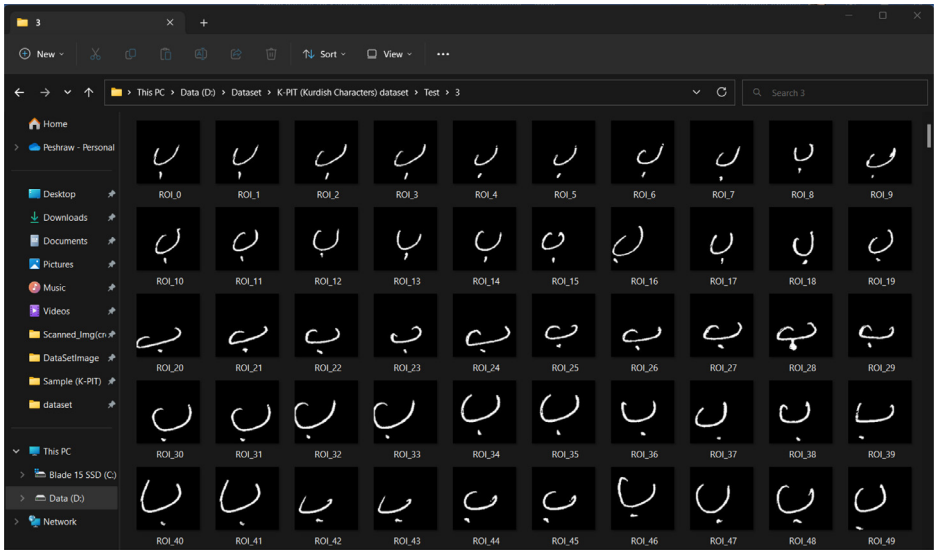 3
New
Sort
View
This PC > Data (D:) > Dataset > K-PIT (Kurdish Characters) dataset > Test > 3
Search 3
Home
Peshraw - Personal
Desktop
Downloads
Documents
Pictures
Music
Videos
Scanned_Img(cro
DataSetImage
Sample (K-PIT)
dataset
This PC
Blade 15 SSD (C:)
Data (D:)
Network
ب ب ب ب ب ب ب ب ب ب
ROI_0 ROI_1 ROI_2 ROI_3 ROI_4 ROI_5 ROI_6 ROI_7 ROI_8 ROI_9
ب ب ب ب ب ب ب ب ب ب
ROI_10 ROI_11 ROI_12 ROI_13 ROI_14 ROI_15 ROI_16 ROI_17 ROI_18 ROI_19
ب ب ب ب ب ب ب ب ب ب
ROI_20 ROI_21 ROI_22 ROI_23 ROI_24 ROI_25 ROI_26 ROI_27 ROI_28 ROI_29
ب ب ب ب ب ب ب ب ب ب
ROI_30 ROI_31 ROI_32 ROI_33 ROI_34 ROI_35 ROI_36 ROI_37 ROI_38 ROI_39
ب ب ب ب ب ب ب ب ب ب
ROI_40 ROI_41 ROI_42 ROI_43 ROI_44 ROI_45 ROI_46 ROI_47 ROI_48 ROI_49